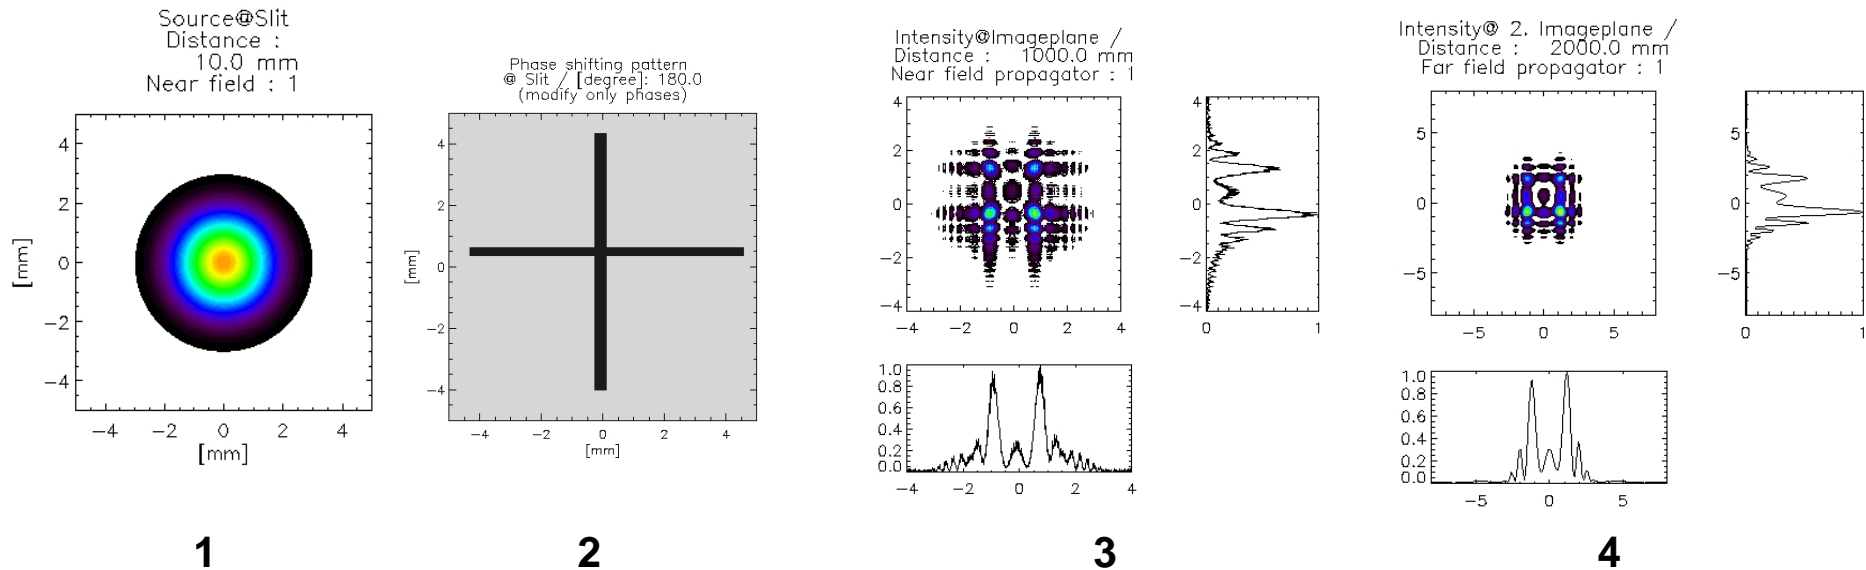 Source@Slit
Distance :
10.0 mm
Near field : 1
4
2
0
−2
−4
[mm]
−4 −2 0 2 4
[mm]
Phase shifting pattern
@ Slit / [degree]: 180.0
(modify only phases)
4
2
0
−2
−4
[mm]
−4 −2 0 2 4
[mm]
Intensity@Imageplane /
Distance : 1000.0 mm
Near field propagator : 1
4
2
0
−2
−4
−4 −2 0 2 4
4
2
0
−2
−4
0 1
1.0
0.8
0.6
0.4
0.2
0.0
−4 −2 0 2 4
Intensity@ 2. Imageplane /
Distance : 2000.0 mm
Far field propagator : 1
5
0
−5
−5 0 5
5
0
−5
0 1
1.0
0.8
0.6
0.4
0.2
0.0
−5 0 5
1 2 3 4